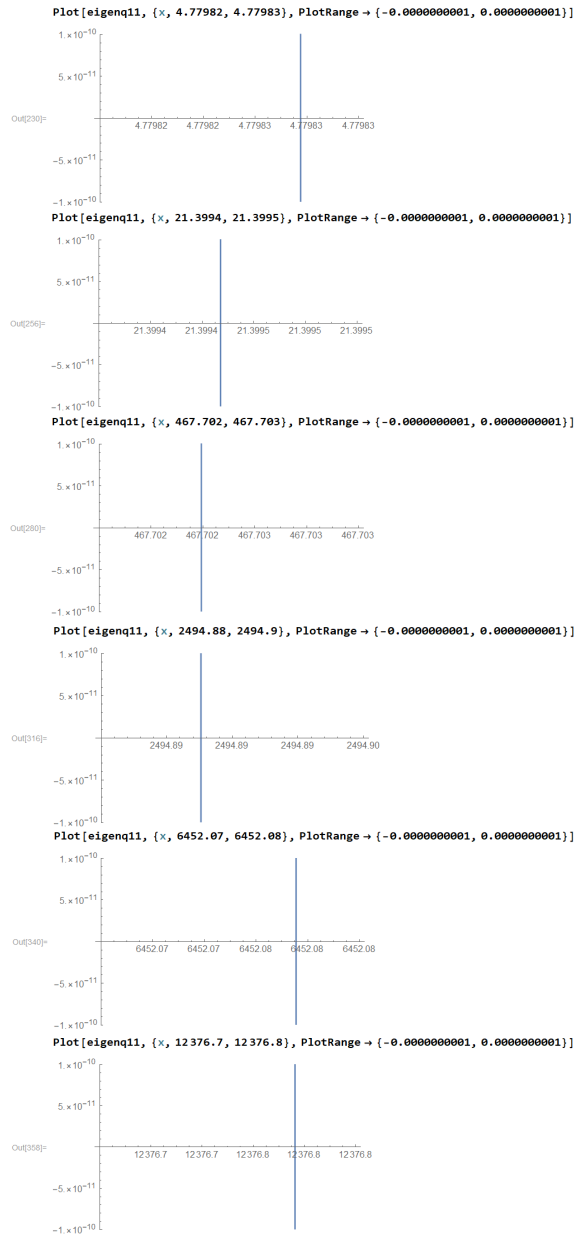 Plot[eigenq11, {x, 4.77982, 4.77983}, PlotRange → {-0.0000000001, 0.0000000001}]
1.×10⁻¹⁰
5.×10⁻¹¹
Out[230]=
4.77982 4.77982 4.77983 4.77983 4.77983
-5.×10⁻¹¹
-1.×10⁻¹⁰
Plot[eigenq11, {x, 21.3994, 21.3995}, PlotRange → {-0.0000000001, 0.0000000001}]
1.×10⁻¹⁰
5.×10⁻¹¹
Out[256]=
21.3994 21.3994 21.3995 21.3995 21.3995
-5.×10⁻¹¹
-1.×10⁻¹⁰
Plot[eigenq11, {x, 467.702, 467.703}, PlotRange → {-0.0000000001, 0.0000000001}]
1.×10⁻¹⁰
5.×10⁻¹¹
Out[280]=
467.702 467.702 467.703 467.703 467.703
-5.×10⁻¹¹
-1.×10⁻¹⁰
Plot[eigenq11, {x, 2494.88, 2494.9}, PlotRange → {-0.0000000001, 0.0000000001}]
1.×10⁻¹⁰
5.×10⁻¹¹
Out[316]=
2494.89 2494.89 2494.89 2494.90
-5.×10⁻¹¹
-1.×10⁻¹⁰
Plot[eigenq11, {x, 6452.07, 6452.08}, PlotRange → {-0.0000000001, 0.0000000001}]
1.×10⁻¹⁰
5.×10⁻¹¹
Out[340]=
6452.07 6452.07 6452.08 6452.08 6452.08
-5.×10⁻¹¹
-1.×10⁻¹⁰
Plot[eigenq11, {x, 12376.7, 12376.8}, PlotRange → {-0.0000000001, 0.0000000001}]
1.×10⁻¹⁰
5.×10⁻¹¹
Out[358]=
12376.7 12376.7 12376.8 12376.8 12376.8
-5.×10⁻¹¹
-1.×10⁻¹⁰